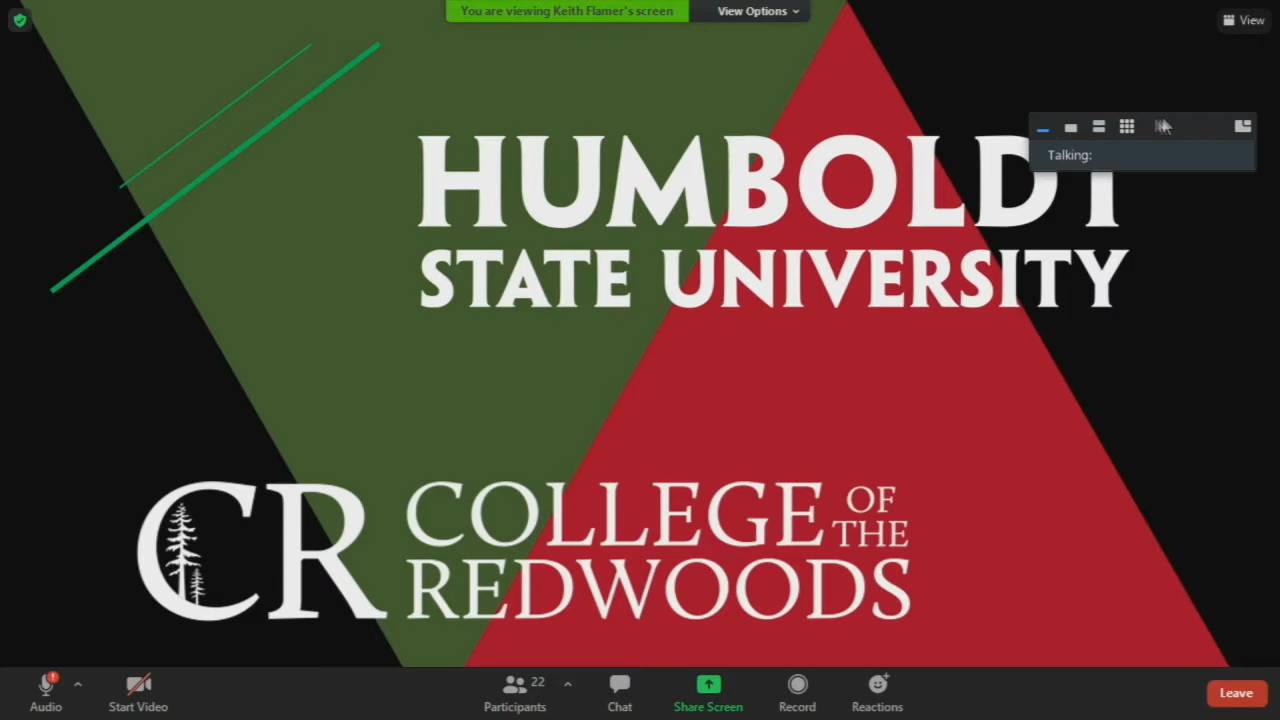 You are viewing Keith Flamer's screen
View Options
View
Talking:
HUMBOLDT
STATE UNIVERSITY
CR COLLEGE OF THE
REDWOODS
Audio
Start Video
22
Participants
Chat
Share Screen
Record
Reactions
Leave